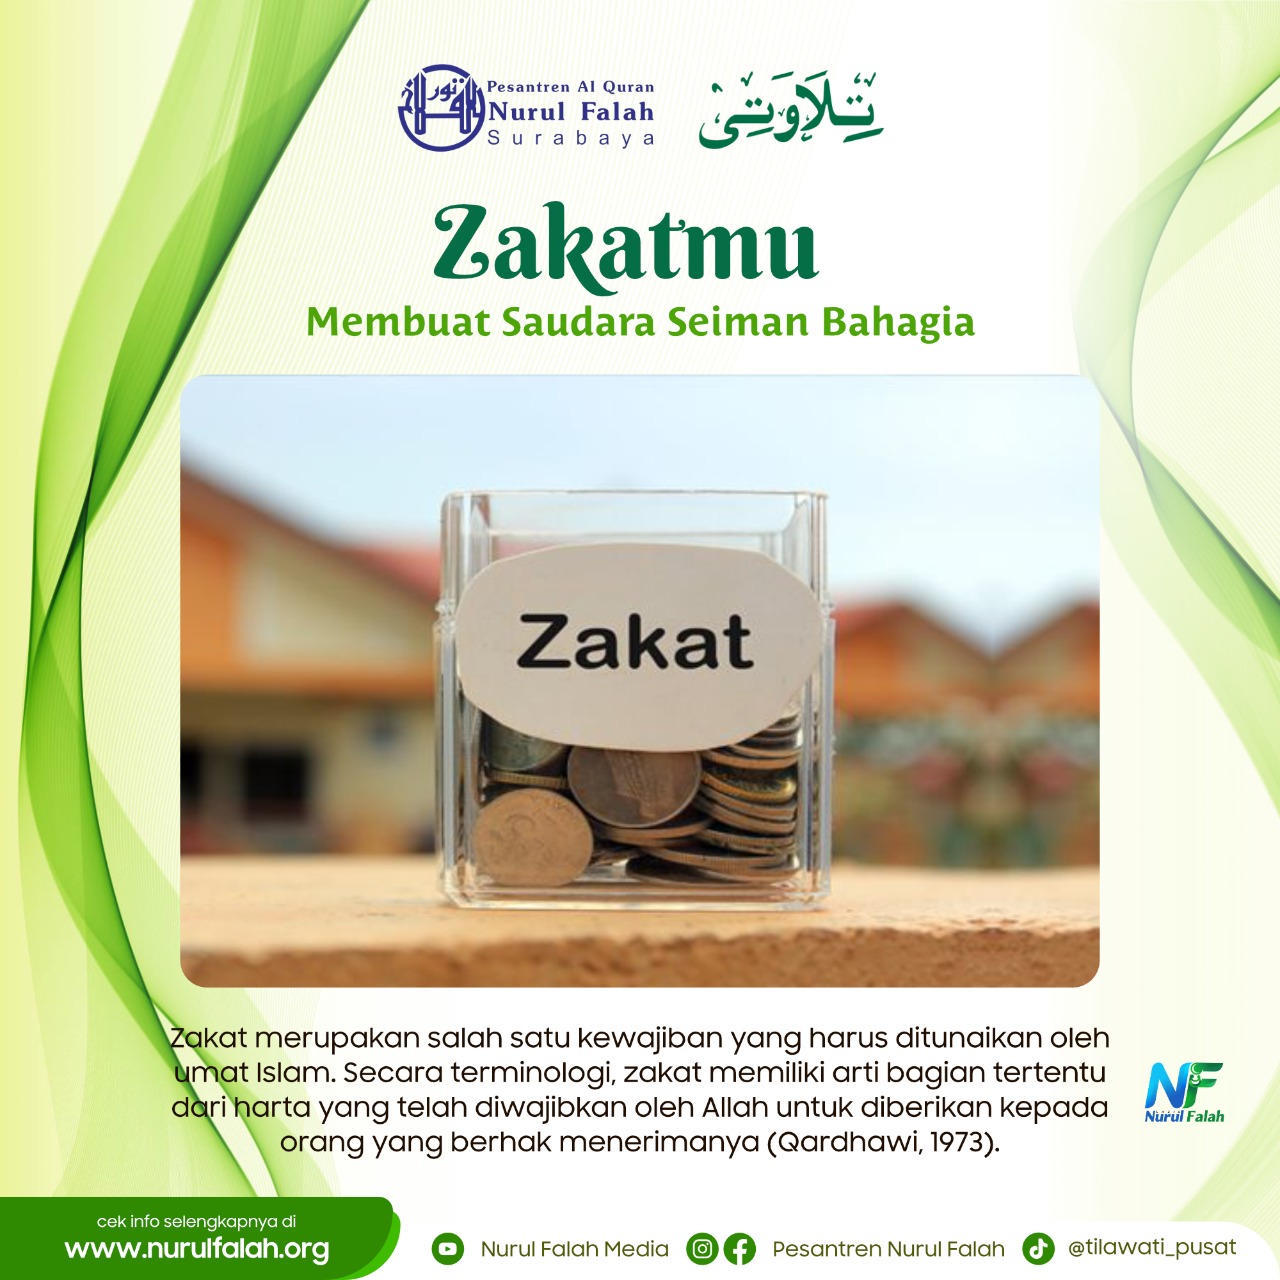 Pesantren Al Quran
Nurul Falah
Surabaya
تِلَاوَتِى
Zakatmu
Membuat Saudara Seiman Bahagia
Zakat
Zakat merupakan salah satu kewajiban yang harus ditunaikan oleh
umat Islam. Secara terminologi, zakat memiliki arti bagian tertentu
dari harta yang telah diwajibkan oleh Allah untuk diberikan kepada
orang yang berhak menerimanya (Qardhawi, 1973).
NF
Nurul Falah
cek info selengkapnya di
www.nurulfalah.org
Nurul Falah Media
Pesantren Nurul Falah
@tilawati_pusat